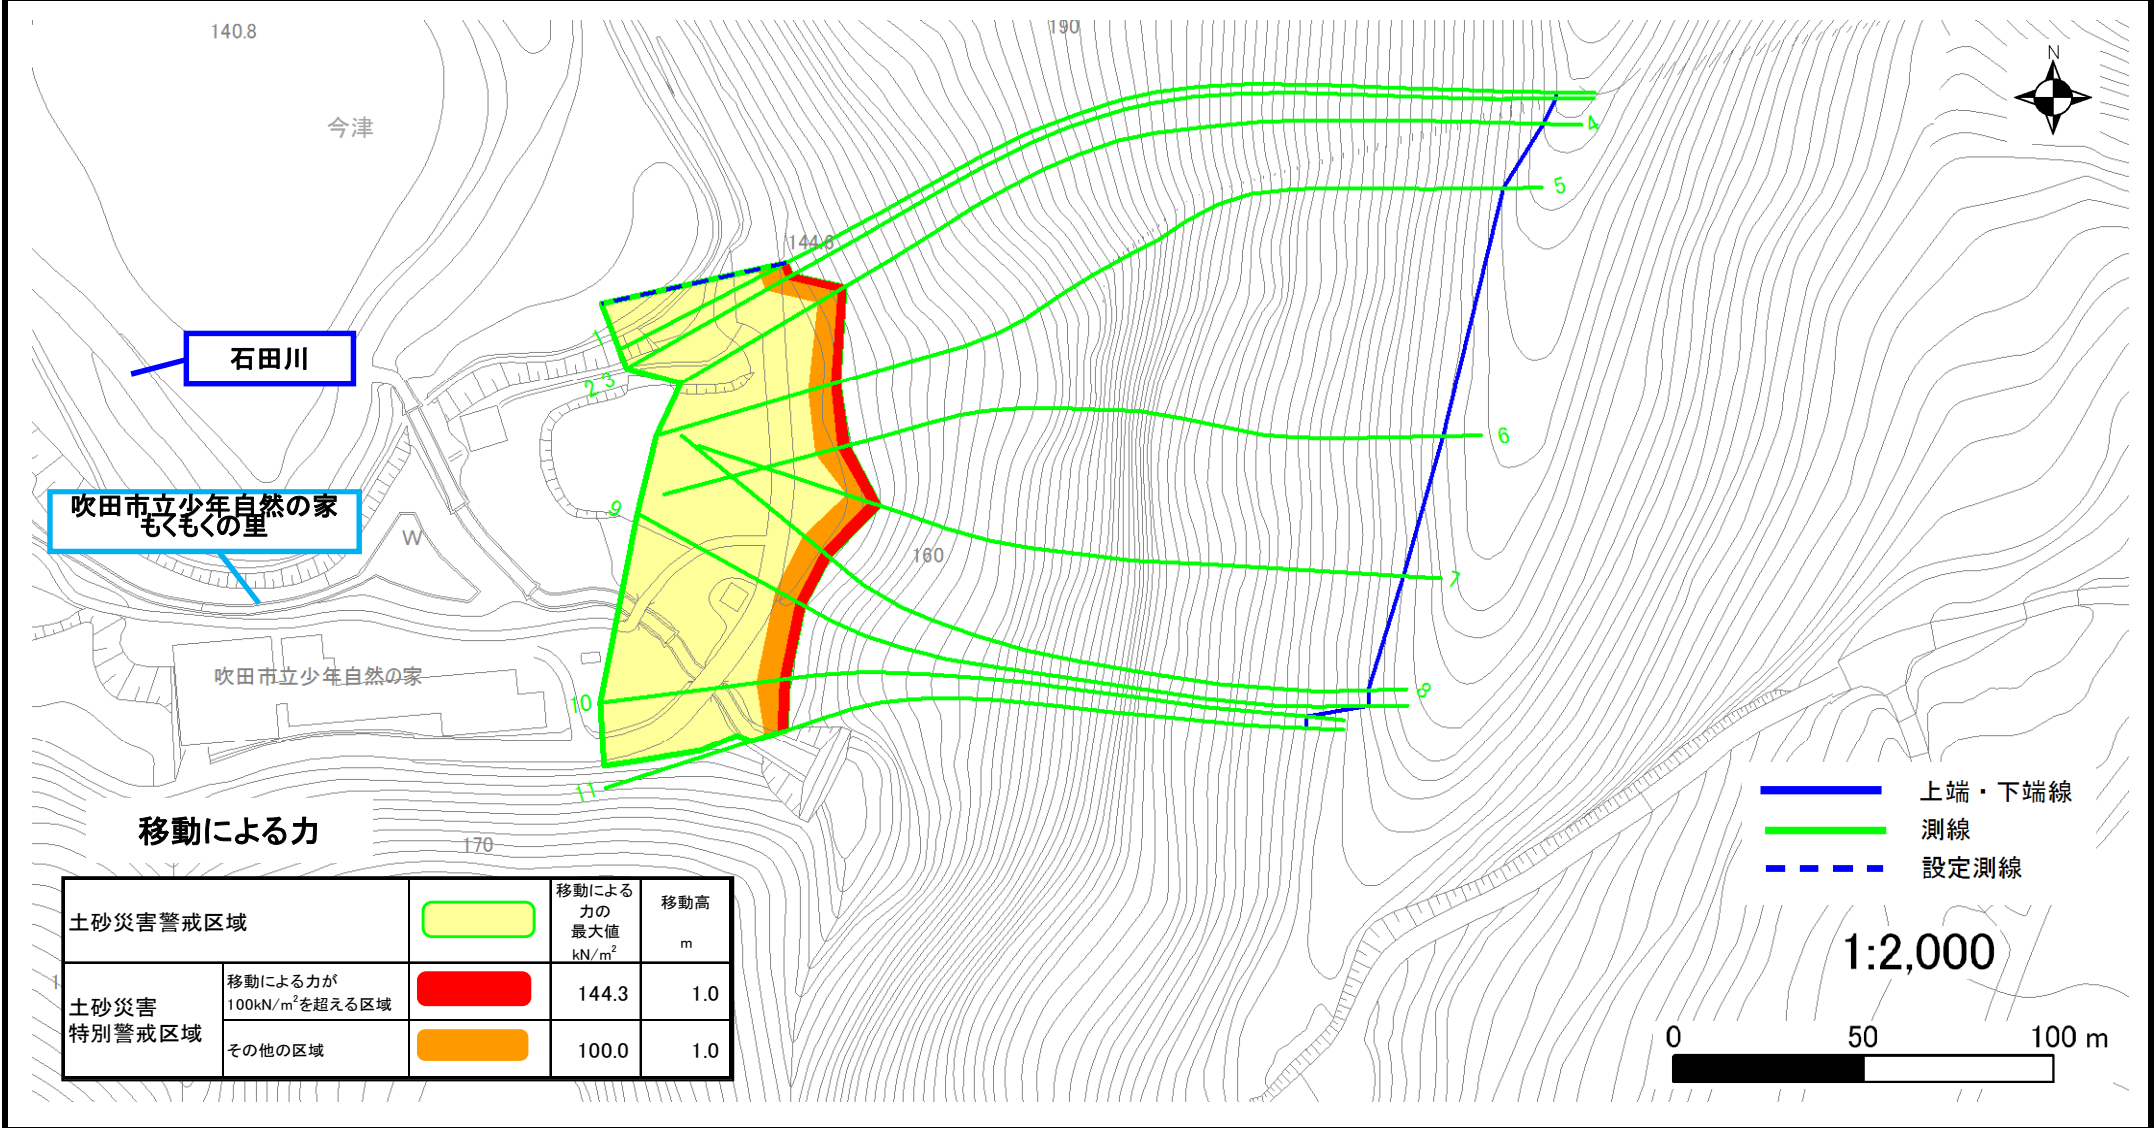 140.8
190
N
今津
4
5
144.6
1
石田川
2
3
6
吹田市立少年自然の家
もくもくの里
9
W
160
7
吹田市立少年自然の家
8
10
11
上端・下端線
測線
設定測線
移動による力
170
1:2,000
0 50 100 m
土砂災害警戒区域
移動による
力の
最大値
kN/m²
移動高
m
土砂災害
特別警戒区域
移動による力が
100kN/m²を超える区域
144.3 1.0
その他の区域
100.0 1.0